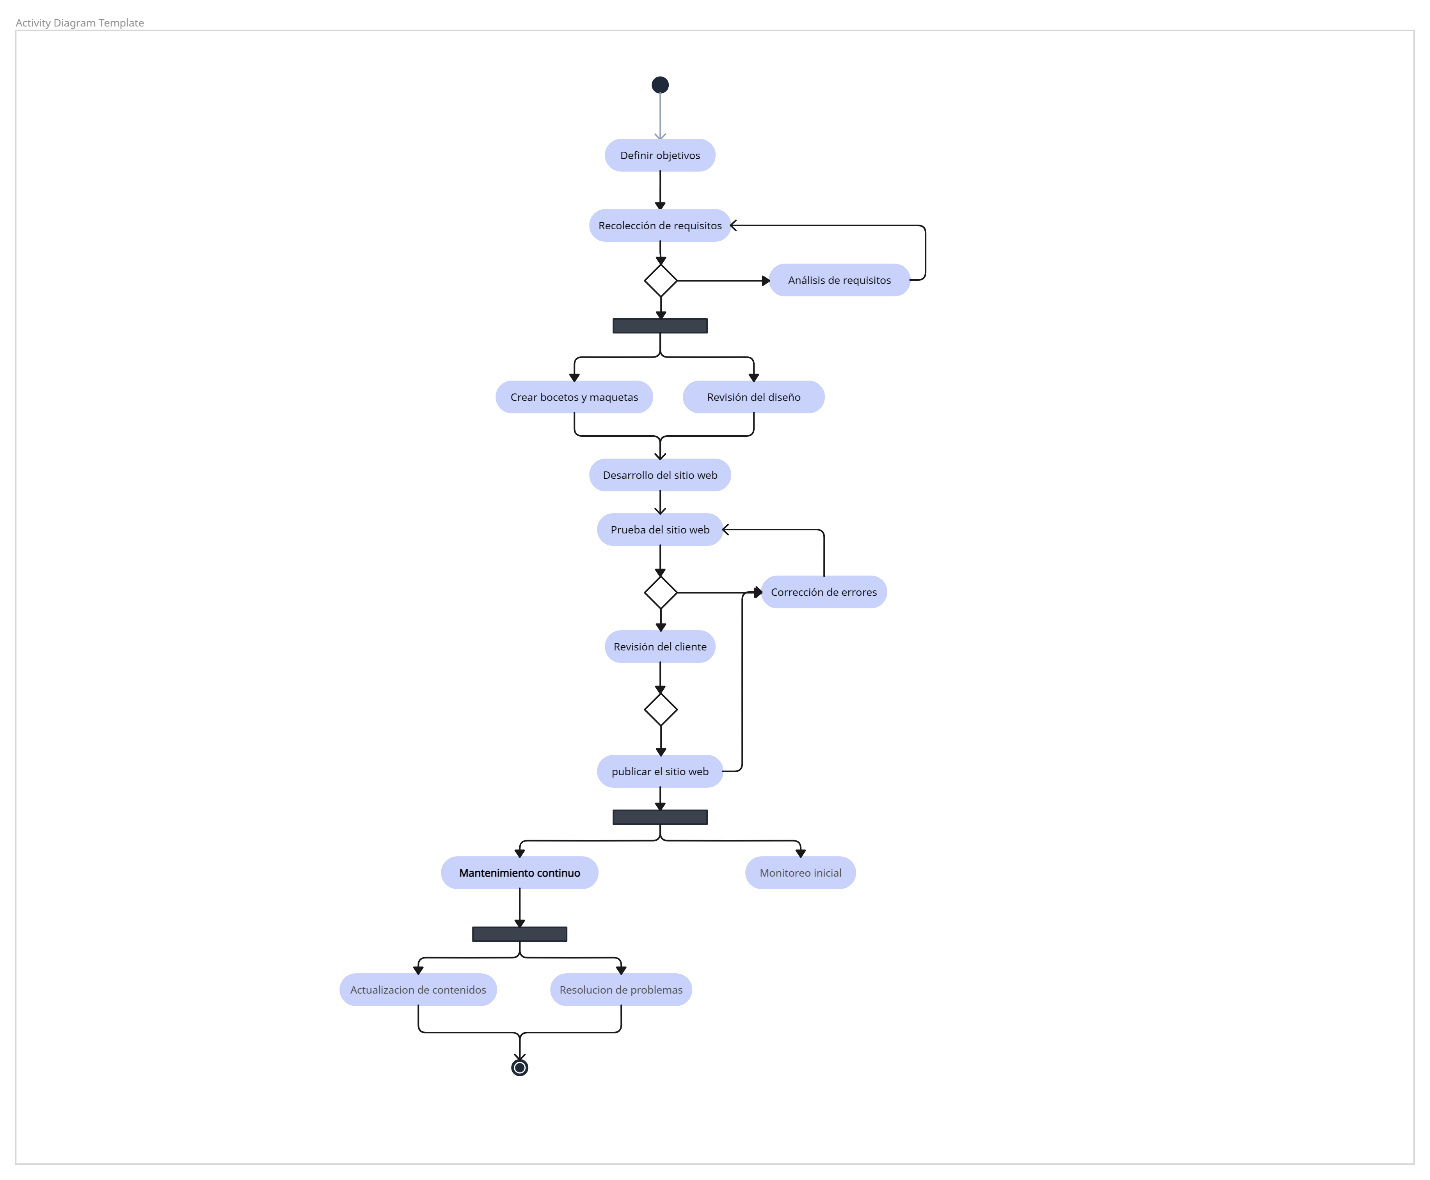 Activity Diagram Template
Definir objetivos
Recolección de requisitos
Análisis de requisitos
Crear bocetos y maquetas
Revisión del diseño
Desarrollo del sitio web
Prueba del sitio web
Corrección de errores
Revisión del cliente
publicar el sitio web
Mantenimiento continuo
Monitoreo inicial
Actualizacion de contenidos
Resolucion de problemas